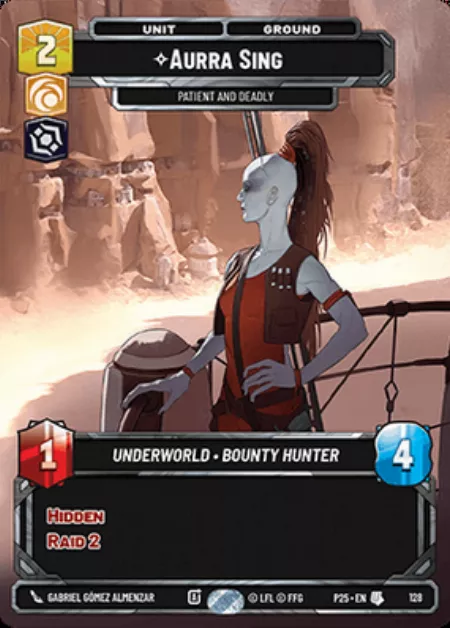 UNIT GROUND
2
AURRA SING
PATIENT AND DEADLY
1
UNDERWORLD • BOUNTY HUNTER
4
HIDDEN
RAID 2
GABRIEL GÓMEZ ALMENZAR © LFL © FFG P25 • EN 128